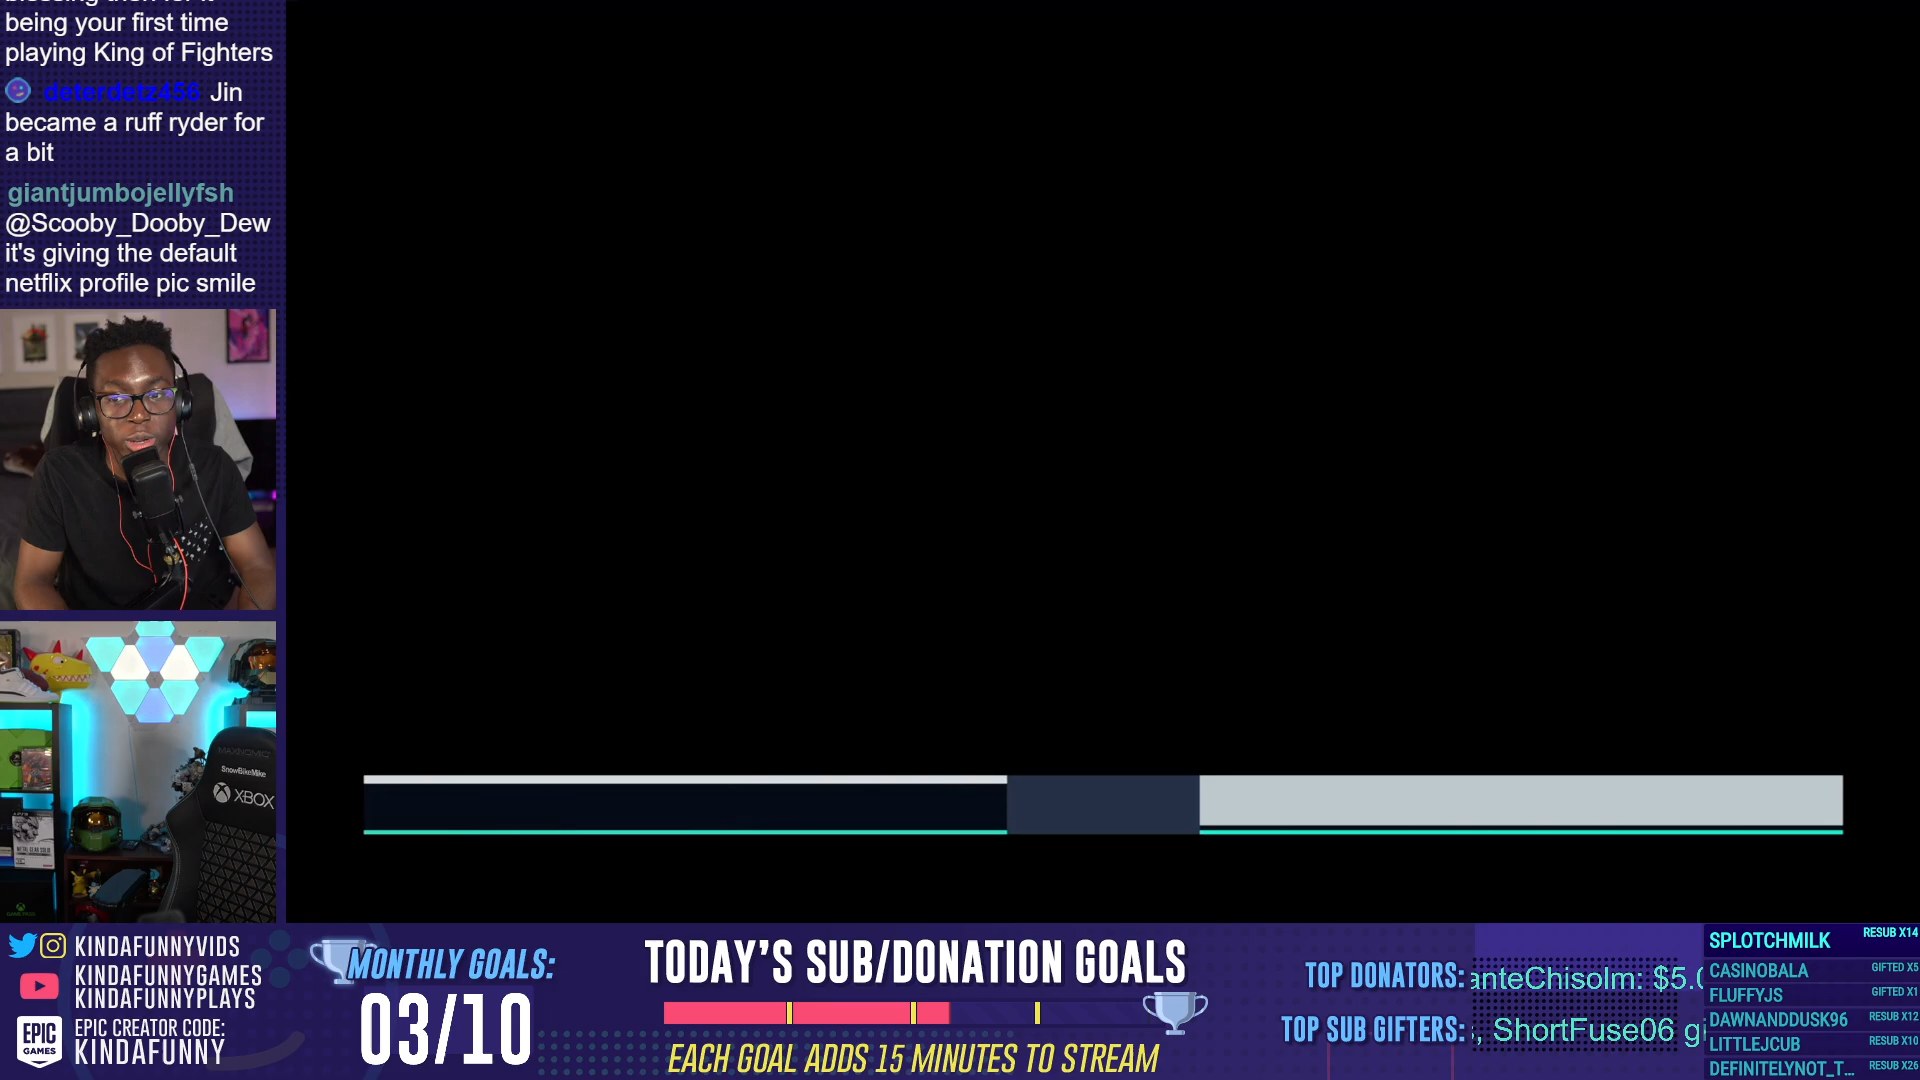 being your first time
playing King of Fighters
deterdetz456 Jin
became a ruff ryder for
a bit
giantjumbojellyfsh
@Scooby_Dooby_Dew
it's giving the default
netflix profile pic smile
MAXNOMIC
SnowBikeMike
XBOX
KINDAFUNNYVIDS
KINDAFUNNYGAMES
KINDAFUNNYPLAYS
EPIC GAMES
EPIC CREATOR CODE:
KINDAFUNNY
MONTHLY GOALS:
03/10
TODAY'S SUB/DONATION GOALS
EACH GOAL ADDS 15 MINUTES TO STREAM
TOP DONATORS: anteChisolm: $5.0
TOP SUB GIFTERS: , ShortFuse06 gi
SPLOTCHMILK RESUB X14
CASINOBALA GIFTED X5
FLUFFYJS GIFTED X1
DAWNANDDUSK96 RESUB X12
LITTLEJCUB RESUB X10
DEFINITELYNOT_T... RESUB X26